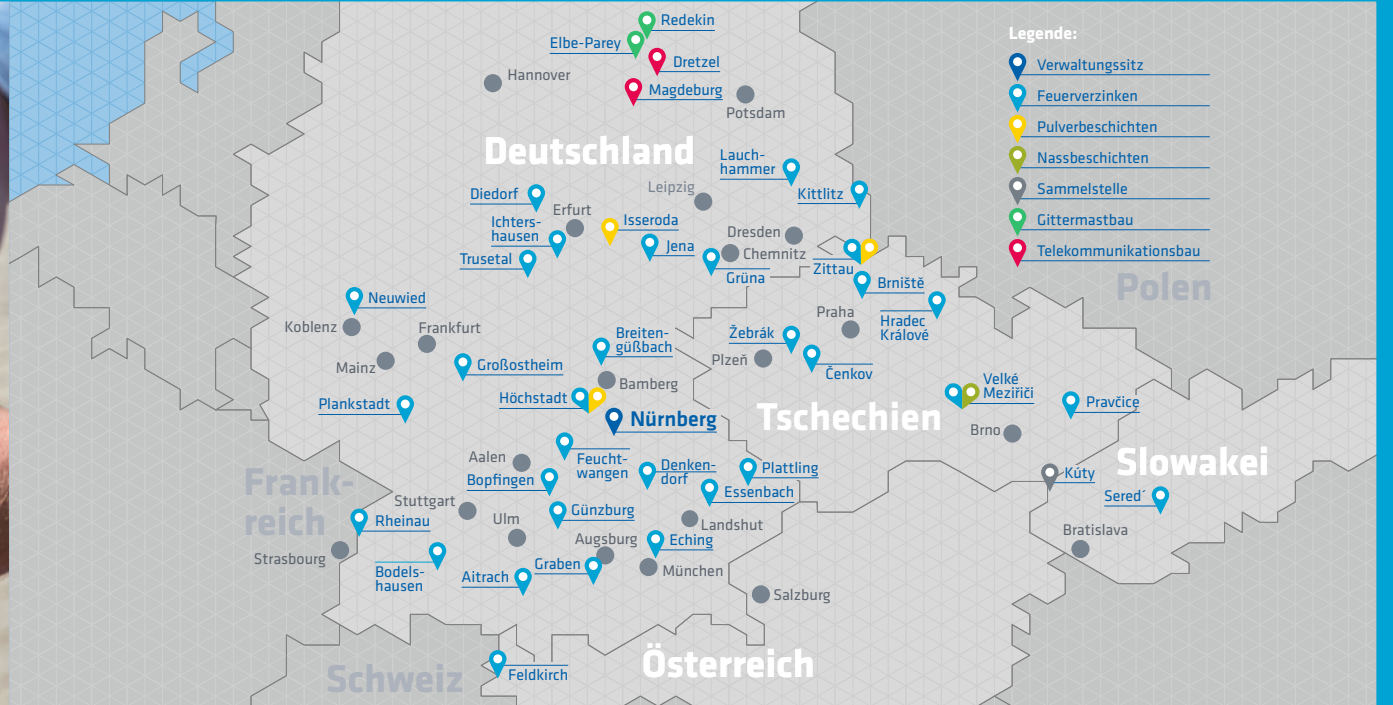 Redekin
Elbe-Parey
Dretzel
Hannover
Magdeburg
Potsdam
Legende:
Verwaltungssitz
Feuerverzinken
Pulverbeschichten
Nassbeschichten
Sammelstelle
Gittermastbau
Telekommunikationsbau
Polen
Deutschland
Lauch-
hammer
Leipzig
Kittlitz
Diedorf
Erfurt
Ichters-
hausen
Isseroda
Trusetal
Jena
Dresden
Chemnitz
Grüna
Zittau
Brniště
Hradec
Králové
Praha
Neuwied
Koblenz
Frankfurt
Mainz
Großostheim
Plankstadt
Breiten-
güßbach
Bamberg
Höchstadt
Nürnberg
Žebrák
Plzeň
Čenkov
Tschechien
Velké
Meziříčí
Brno
Pravčice
Slowakei
Kúty
Sered´
Bratislava
Frank-
reich
Aalen
Bopfingen
Feucht-
wangen
Denken-
dorf
Plattling
Essenbach
Stuttgart
Ulm
Günzburg
Landshut
Rheinau
Strasbourg
Bodels-
hausen
Aitrach
Augsburg
Graben
Eching
München
Salzburg
Österreich
Schweiz
Feldkirch